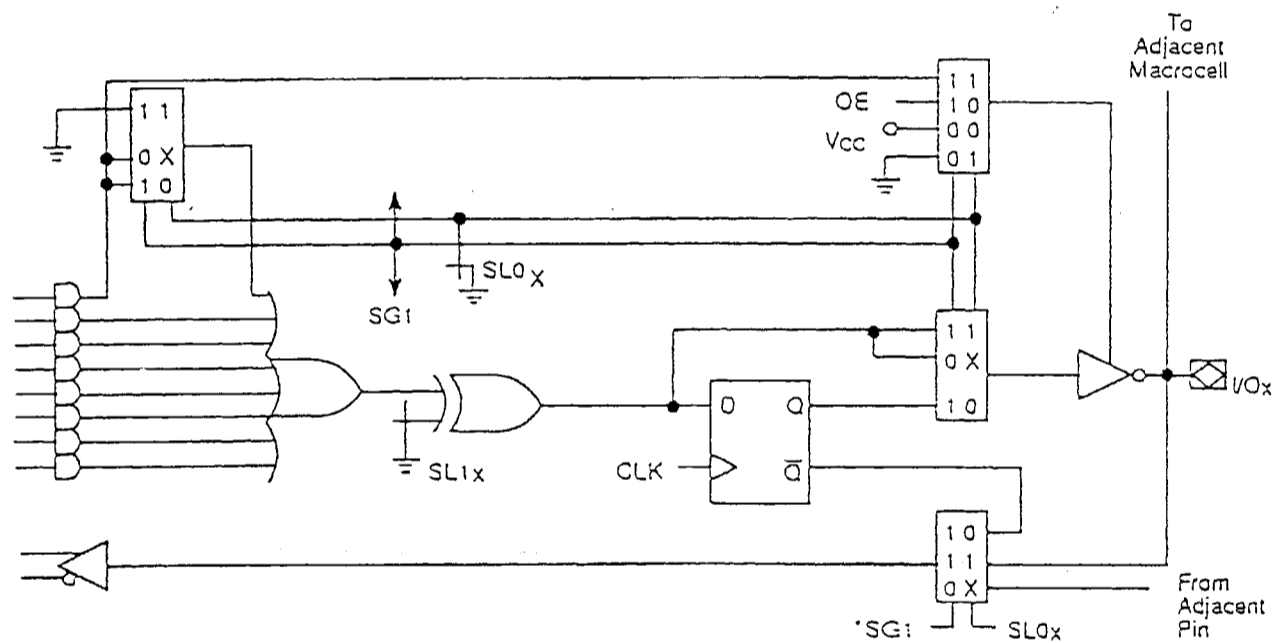 To
Adjacent
Macrocell
1 1
OE
1 0
VCC
0 0
0 1
1 1
0 X
1 0
SL0X
SG1
1 1
0 X
I/OX
1 0
D Q
CLK
Q
SL1X
1 0
1 1
0 X
From
Adjacent
Pin
*SG1
SL0X